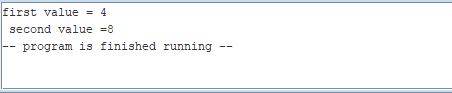 first value = 4
second value =8
-- program is finished running --